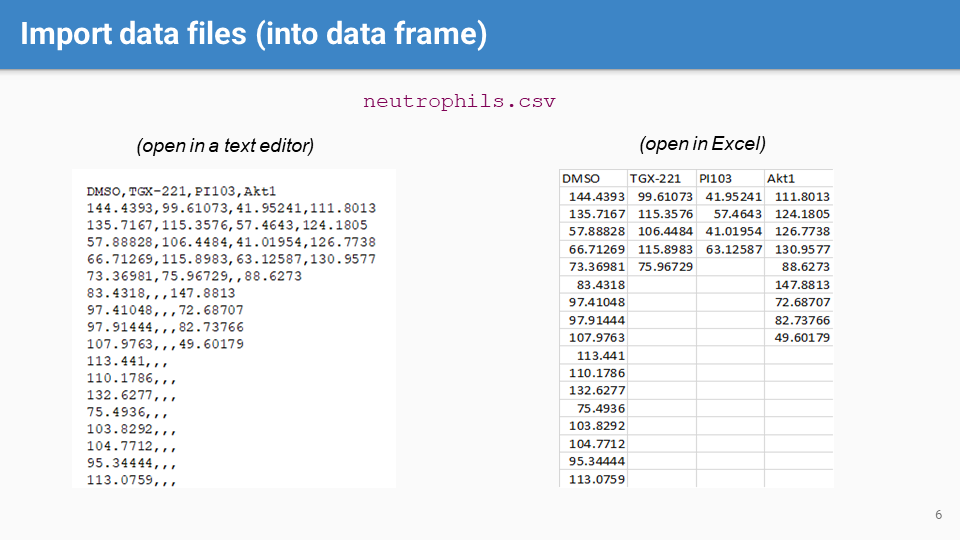 Import data files (into data frame)
neutrophils.csv
(open in a text editor)
DMSO,TGX-221,PI103,Akt1
144.4393,99.61073,41.95241,111.8013
135.7167,115.3576,57.4643,124.1805
57.88828,106.4484,41.01954,126.7738
66.71269,115.8983,63.12587,130.9577
73.36981,75.96729,,88.6273
83.4318,,,147.8813
97.41048,,,72.68707
97.91444,,,82.73766
107.9763,,,49.60179
113.441,,,
110.1786,,,
132.6277,,,
75.4936,,,
103.8292,,,
104.7712,,,
95.34444,,,
113.0759,,,
(open in Excel)
DMSO TGX-221 PI103 Akt1
144.4393 99.61073 41.95241 111.8013
135.7167 115.3576 57.4643 124.1805
57.88828 106.4484 41.01954 126.7738
66.71269 115.8983 63.12587 130.9577
73.36981 75.96729 88.6273
83.4318 147.8813
97.41048 72.68707
97.91444 82.73766
107.9763 49.60179
113.441
110.1786
132.6277
75.4936
103.8292
104.7712
95.34444
113.0759
6